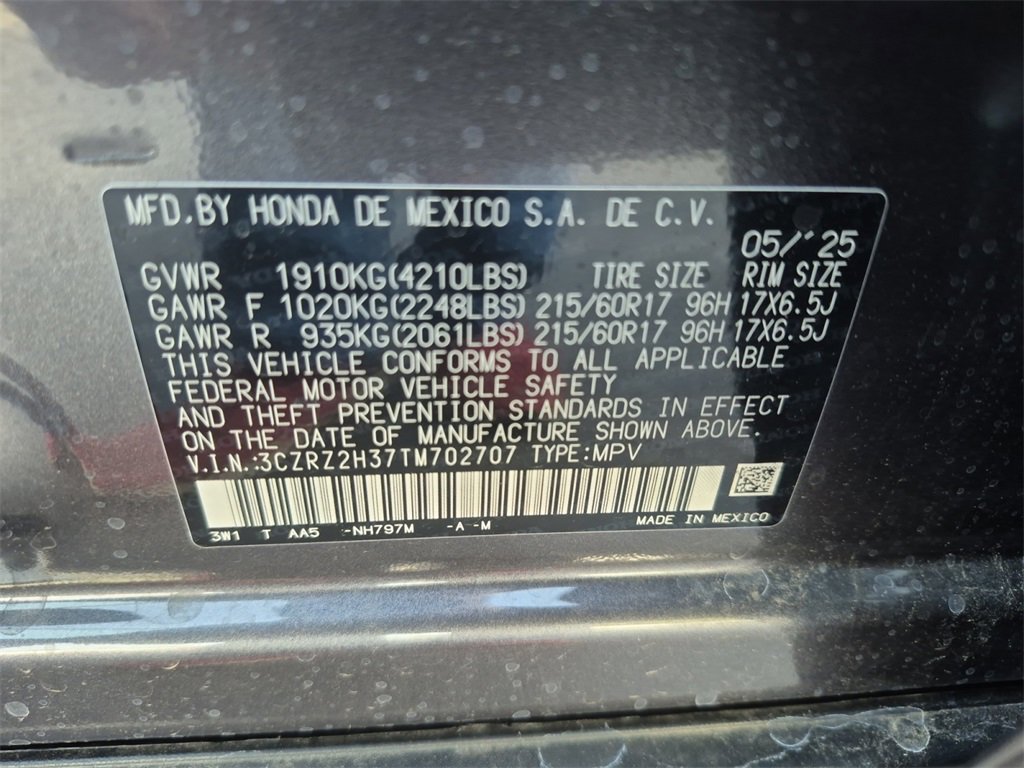 MFD.BY HONDA DE MEXICO S.A. DE C.V.
05/'25
GVWR 1910KG(4210LBS) TIRE SIZE RIM SIZE
GAWR F 1020KG(2248LBS) 215/60R17 96H 17X6.5J
GAWR R 935KG(2061LBS) 215/60R17 96H 17X6.5J
THIS VEHICLE CONFORMS TO ALL APPLICABLE
FEDERAL MOTOR VEHICLE SAFETY
AND THEFT PREVENTION STANDARDS IN EFFECT
ON THE DATE OF MANUFACTURE SHOWN ABOVE.
V.I.N.:3CZRZ2H37TM702707 TYPE:MPV
3W1 T AA5 -NH797M -A -M MADE IN MEXICO